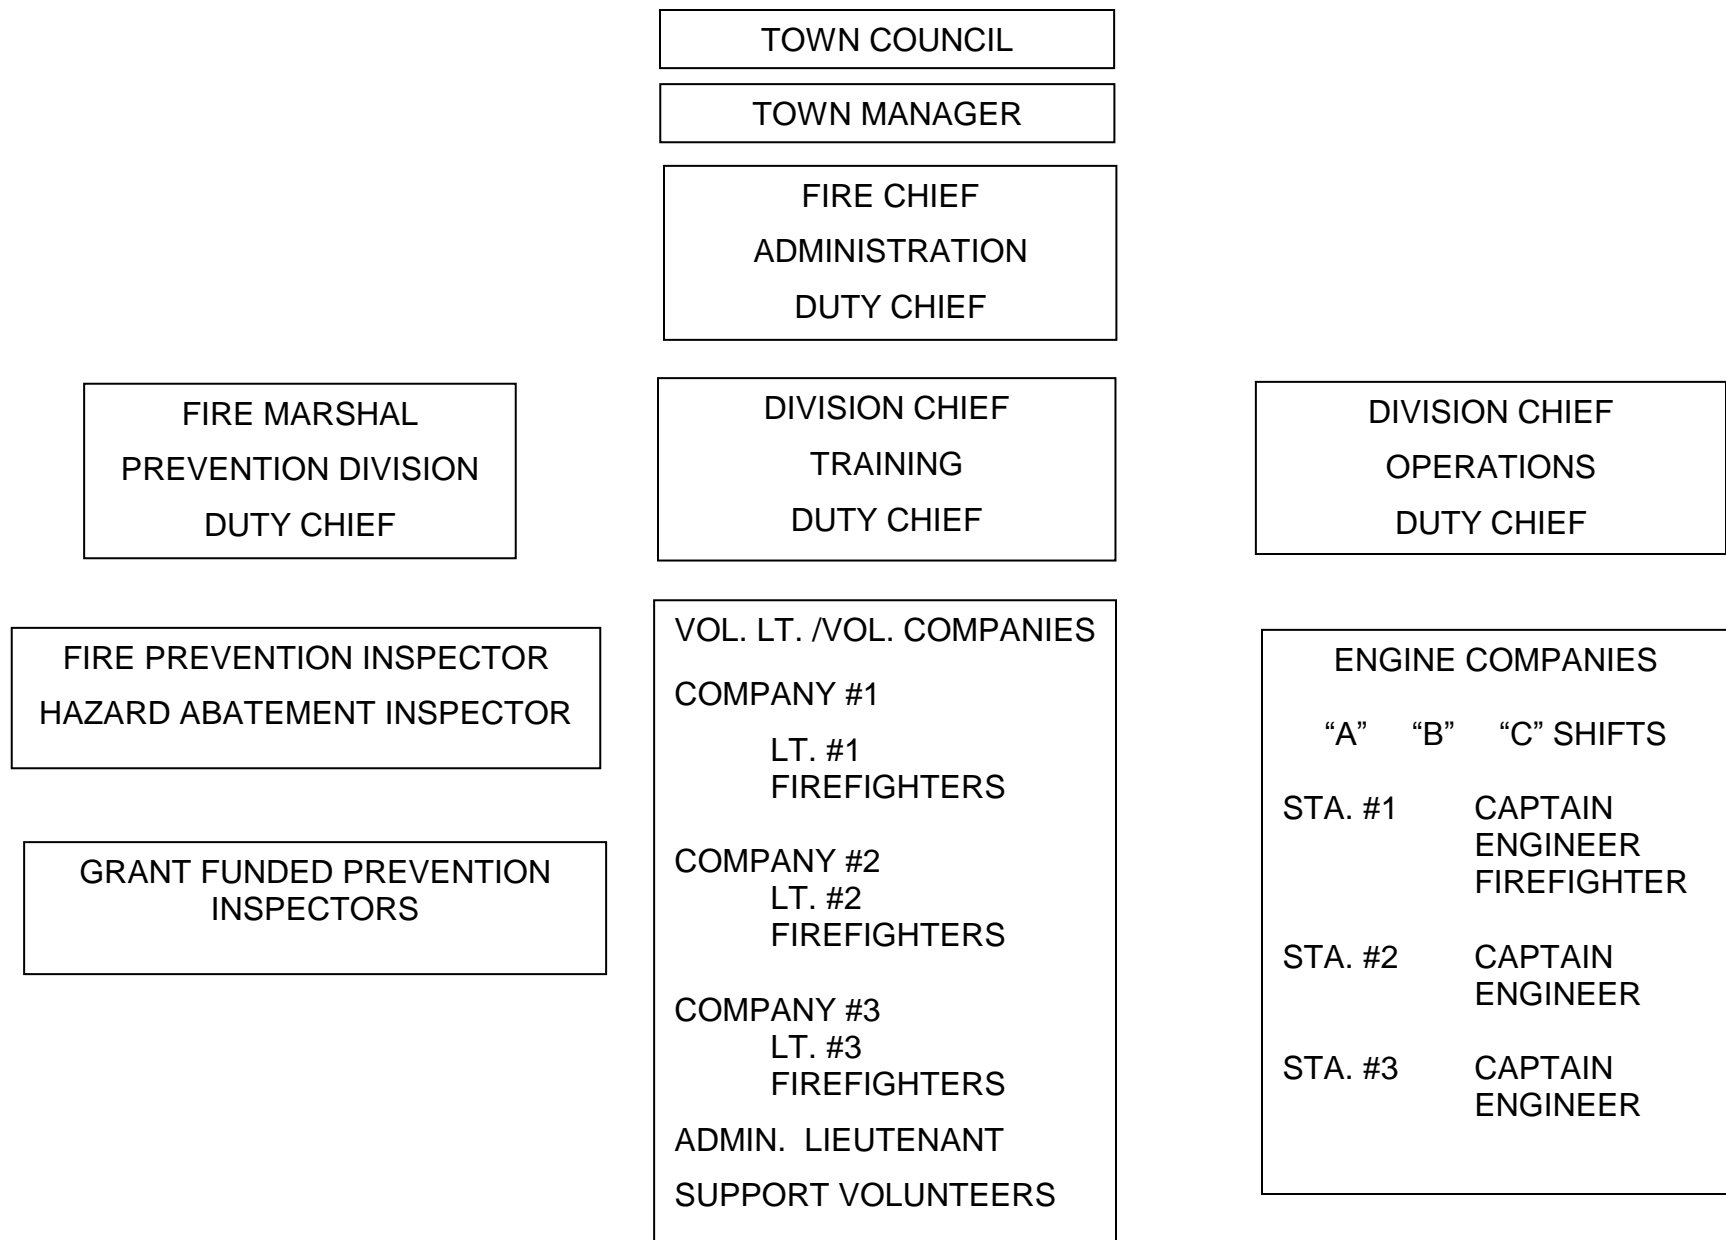 TOWN COUNCIL
TOWN MANAGER
FIRE CHIEF
ADMINISTRATION
DUTY CHIEF
FIRE MARSHAL
PREVENTION DIVISION
DUTY CHIEF
DIVISION CHIEF
TRAINING
DUTY CHIEF
DIVISION CHIEF
OPERATIONS
DUTY CHIEF
FIRE PREVENTION INSPECTOR
HAZARD ABATEMENT INSPECTOR
GRANT FUNDED PREVENTION
INSPECTORS
VOL. LT. /VOL. COMPANIES
COMPANY #1
LT. #1
FIREFIGHTERS
COMPANY #2
LT. #2
FIREFIGHTERS
COMPANY #3
LT. #3
FIREFIGHTERS
ADMIN. LIEUTENANT
SUPPORT VOLUNTEERS
ENGINE COMPANIES
“A” “B” “C” SHIFTS
STA. #1 CAPTAIN
ENGINEER
FIREFIGHTER
STA. #2 CAPTAIN
ENGINEER
STA. #3 CAPTAIN
ENGINEER